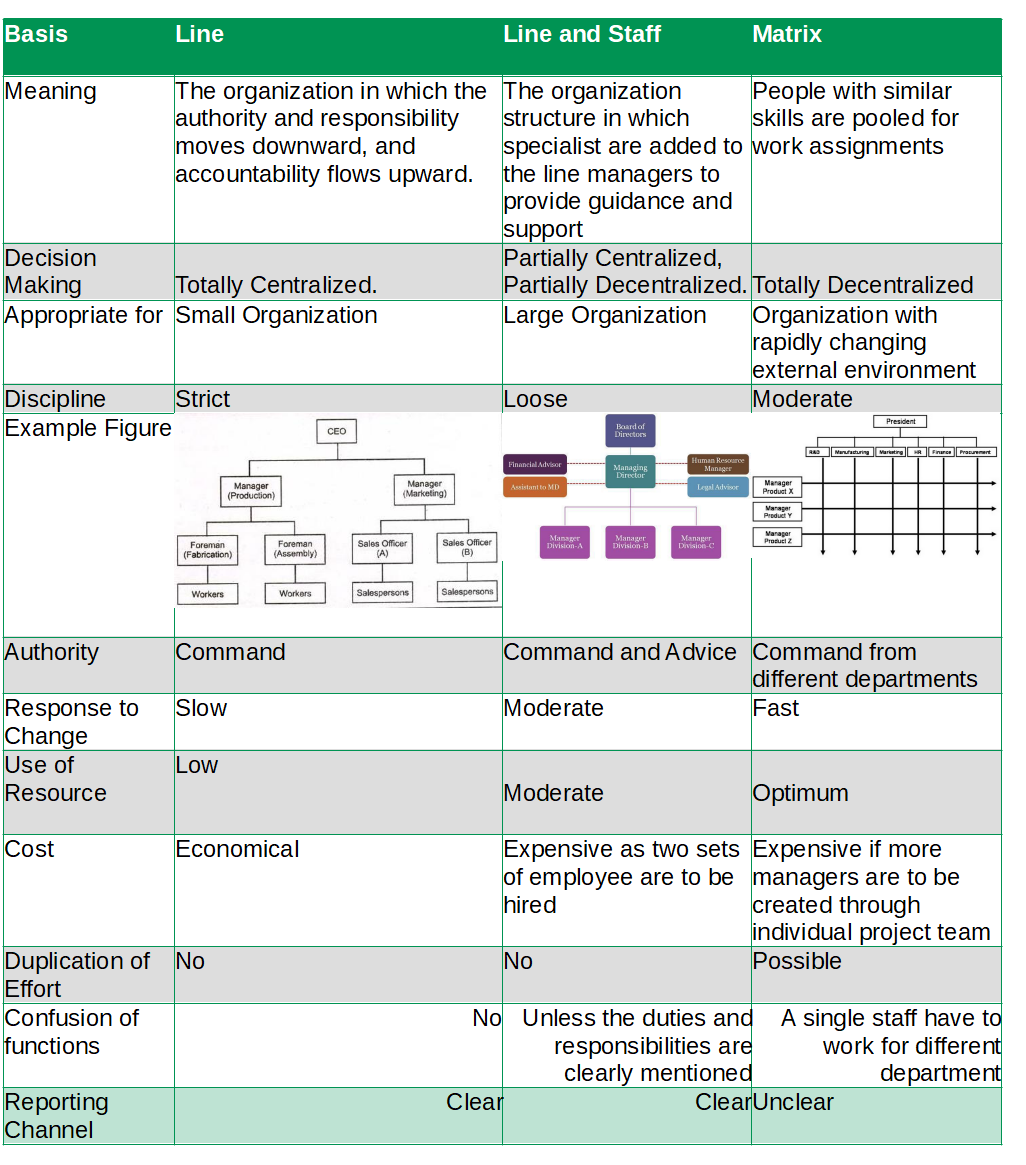 Basis Line Line and Staff Matrix
Meaning
The organization in which the
authority and responsibility
moves downward, and
accountability flows upward.
The organization
structure in which
specialist are added to
the line managers to
provide guidance and
support
People with similar
skills are pooled for
work assignments
Decision
Making
Totally Centralized.
Partially Centralized,
Partially Decentralized.
Totally Decentralized
Appropriate for
Small Organization
Large Organization
Organization with
rapidly changing
external environment
Discipline
Strict
Loose
Moderate
Example Figure
CEO
Manager
(Production)
Manager
(Marketing)
Foreman
(Fabrication)
Foreman
(Assembly)
Sales Officer
(A)
Sales Officer
(B)
Workers
Workers
Salespersons
Salespersons
Board of
Directors
Financial Advisor
Assistant to MD
Managing
Director
Human Resource
Manager
Legal Advisor
Manager
Division-A
Manager
Division-B
Manager
Division-C
President
R&D
Manufacturing
Marketing
HR
Finance
Procurement
Manager
Product X
Manager
Product Y
Manager
Product Z
Authority
Command
Command and Advice
Command from
different departments
Response to
Change
Slow
Moderate
Fast
Use of
Resource
Low
Moderate
Optimum
Cost
Economical
Expensive as two sets
of employee are to be
hired
Expensive if more
managers are to be
created through
individual project team
Duplication of
Effort
No
No
Possible
Confusion of
functions
No
Unless the duties and
responsibilities are
clearly mentioned
A single staff have to
work for different
department
Reporting
Channel
Clear
Clear
Unclear